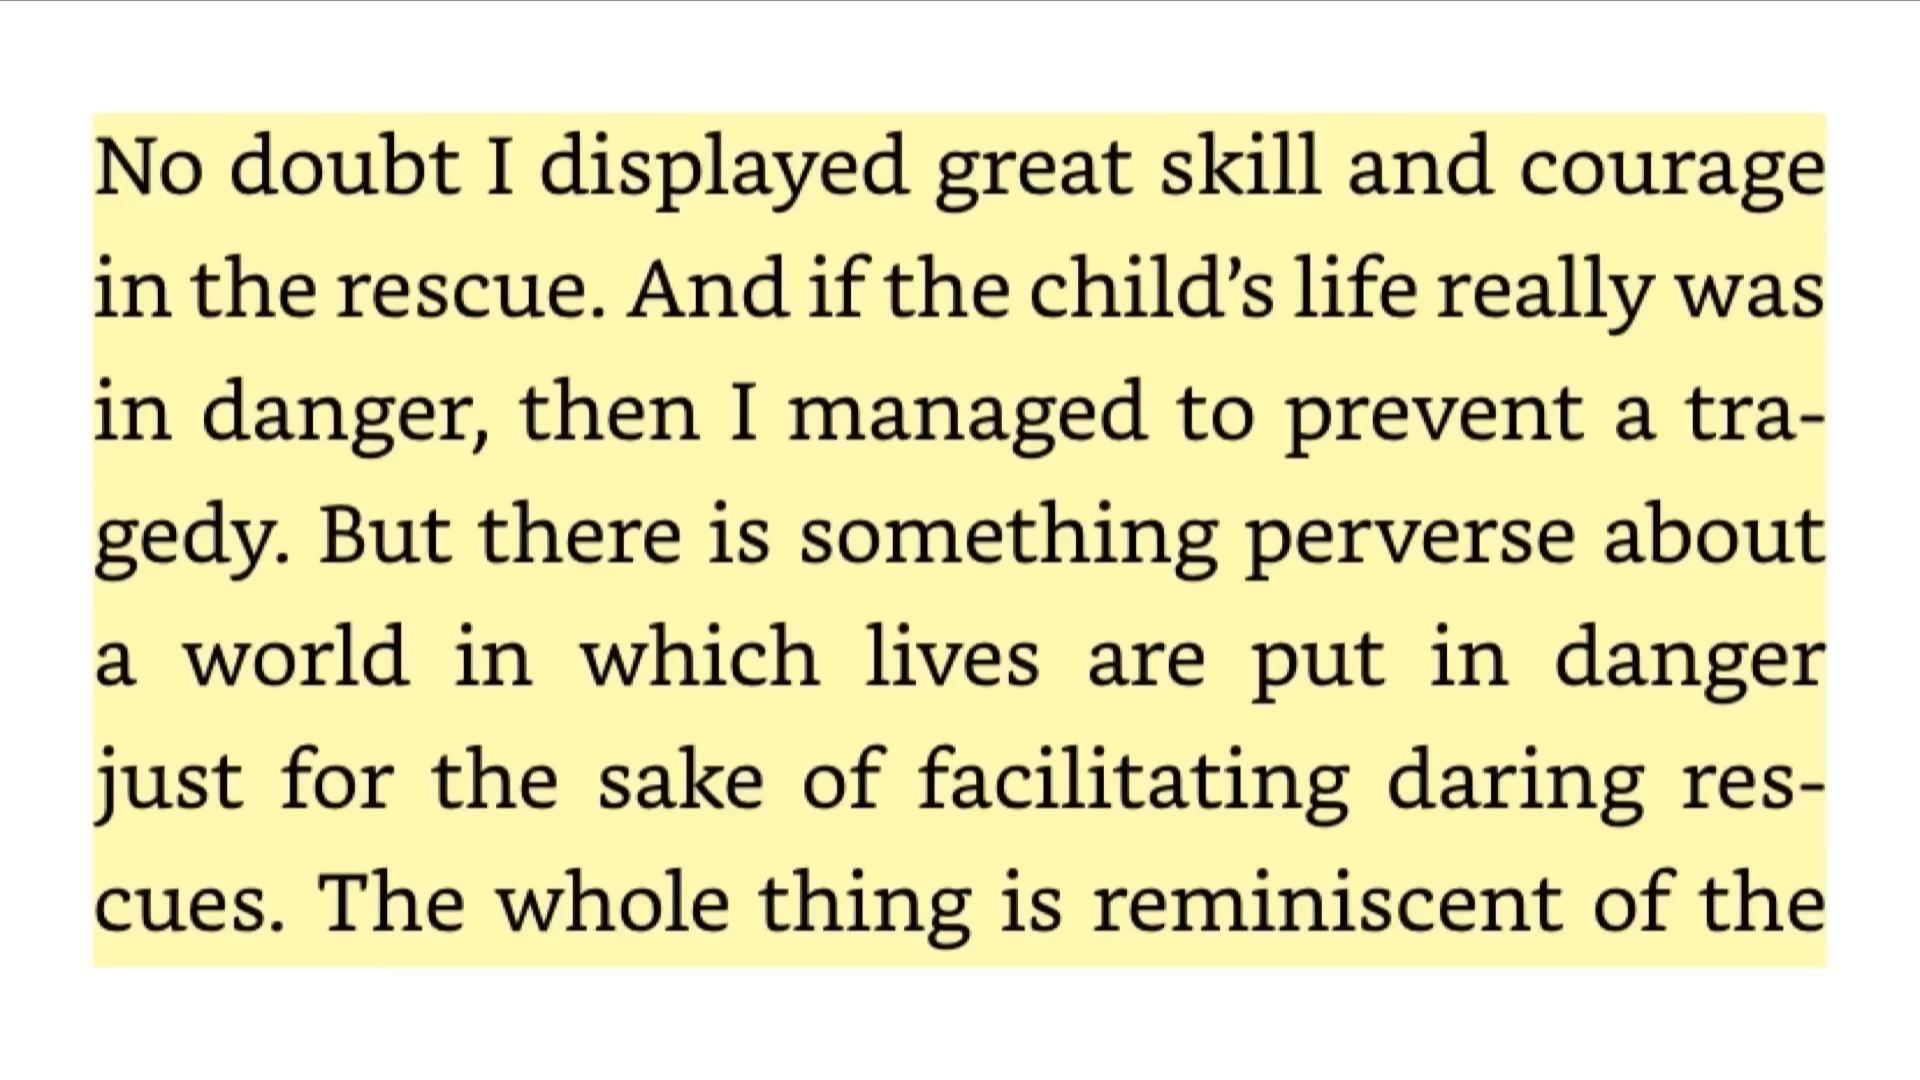 No doubt I displayed great skill and courage
in the rescue. And if the child’s life really was
in danger, then I managed to prevent a tra-
gedy. But there is something perverse about
a world in which lives are put in danger
just for the sake of facilitating daring res-
cues. The whole thing is reminiscent of the